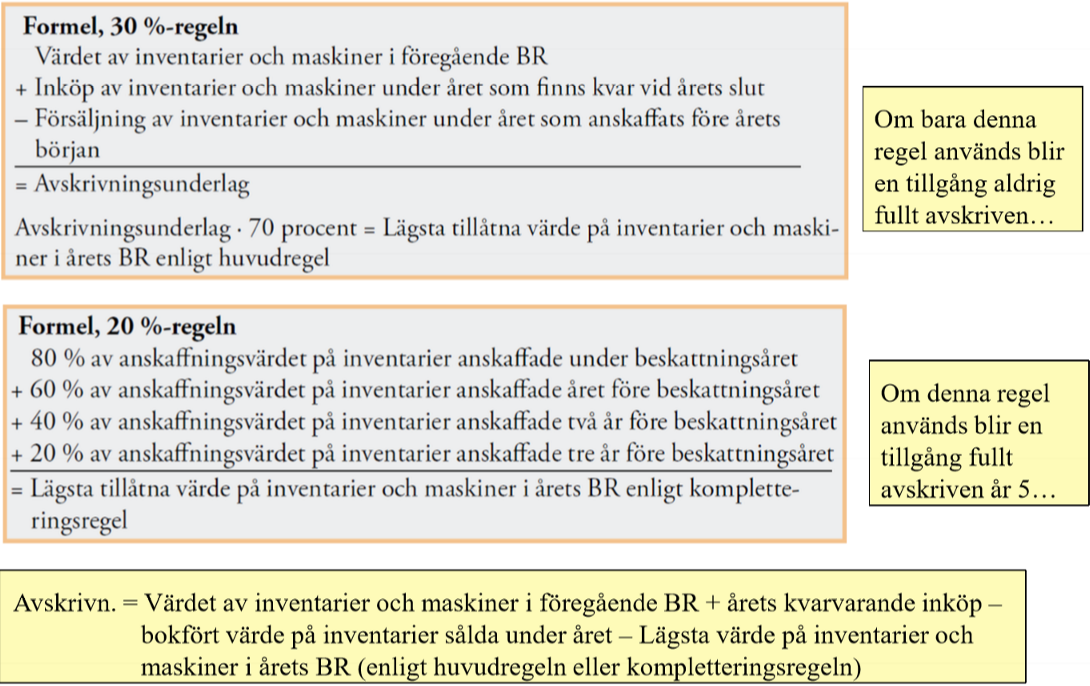 Formel, 30 %-regeln
Värdet av inventarier och maskiner i föregående BR
+ Inköp av inventarier och maskiner under året som finns kvar vid årets slut
– Försäljning av inventarier och maskiner under året som anskaffats före årets
början
= Avskrivningsunderlag
Avskrivningsunderlag · 70 procent = Lägsta tillåtna värde på inventarier och maski-
ner i årets BR enligt huvudregel
Om bara denna
regel används blir
en tillgång aldrig
fullt avskriven…
Formel, 20 %-regeln
80 % av anskaffningsvärdet på inventarier anskaffade under beskattningsåret
+ 60 % av anskaffningsvärdet på inventarier anskaffade året före beskattningsåret
+ 40 % av anskaffningsvärdet på inventarier anskaffade två år före beskattningsåret
+ 20 % av anskaffningsvärdet på inventarier anskaffade tre år före beskattningsåret
= Lägsta tillåtna värde på inventarier och maskiner i årets BR enligt komplette-
ringsregel
Om denna regel
används blir en
tillgång fullt
avskriven år 5…
Avskrivn. = Värdet av inventarier och maskiner i föregående BR + årets kvarvarande inköp –
bokfört värde på inventarier sålda under året – Lägsta värde på inventarier och
maskiner i årets BR (enligt huvudregeln eller kompletteringsregeln)